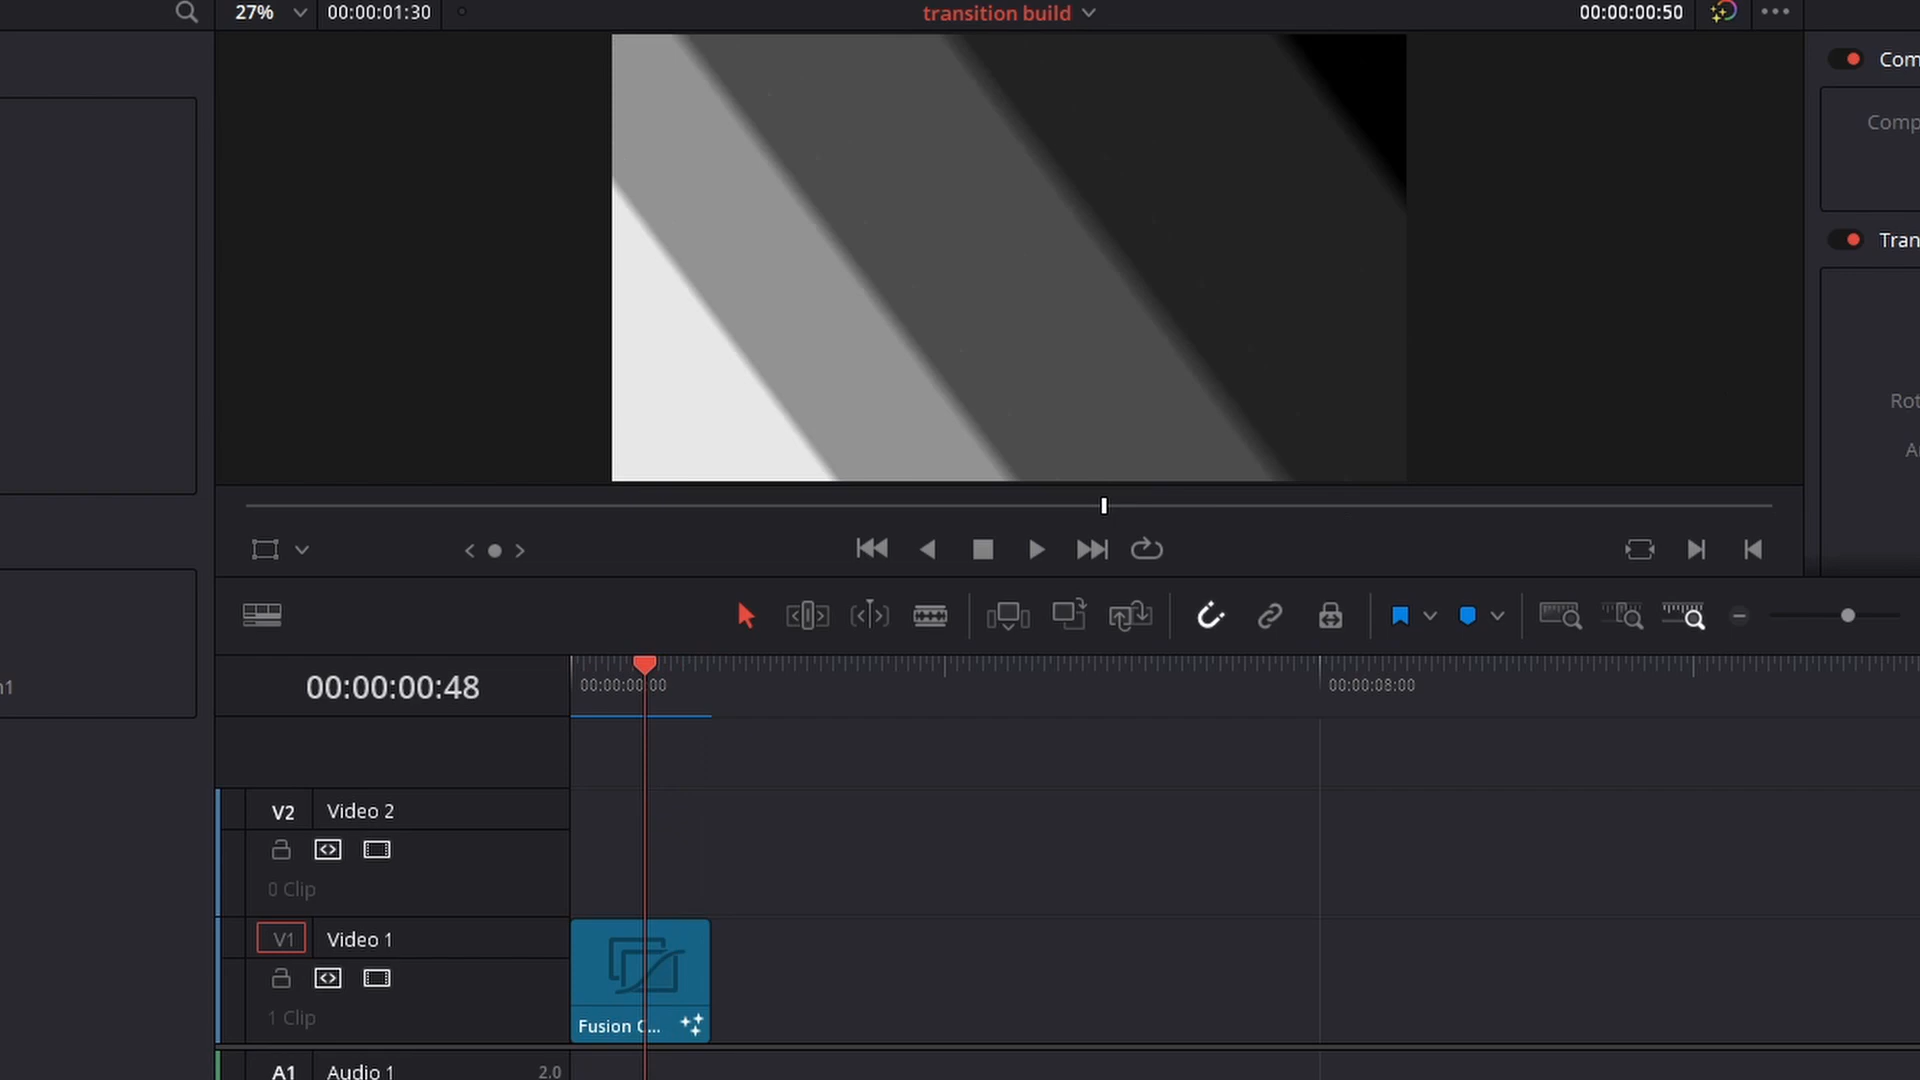 27%
00:00:01:30
transition build
00:00:00:50
Com
Comp
Tran
Rot
A
n1
00:00:00:48
00:00:00:00
00:00:08:00
V2
Video 2
0 Clip
V1
Video 1
1 Clip
Fusion C...
A1
Audio 1
2.0